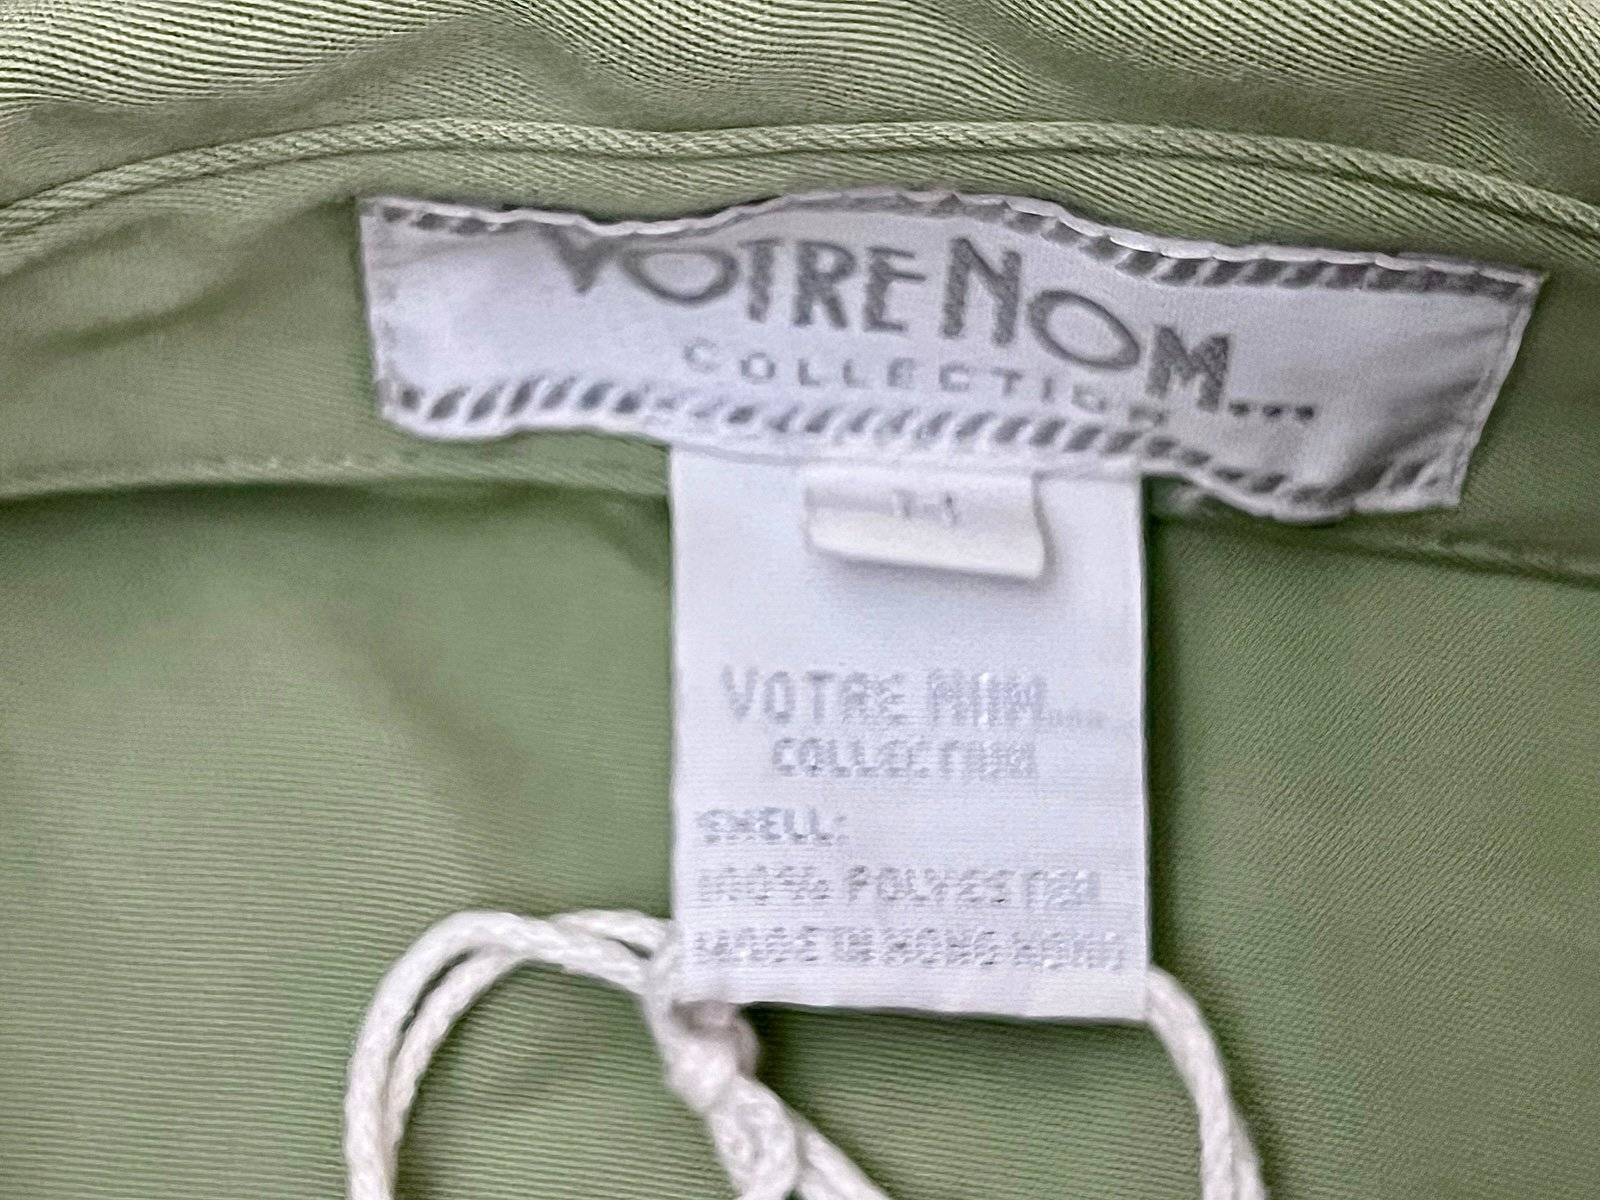 VOTRE NOM...
COLLECTION
VOTRE NOM...
COLLECTION
SHELL:
100% POLYESTER
MADE IN HONG KONG